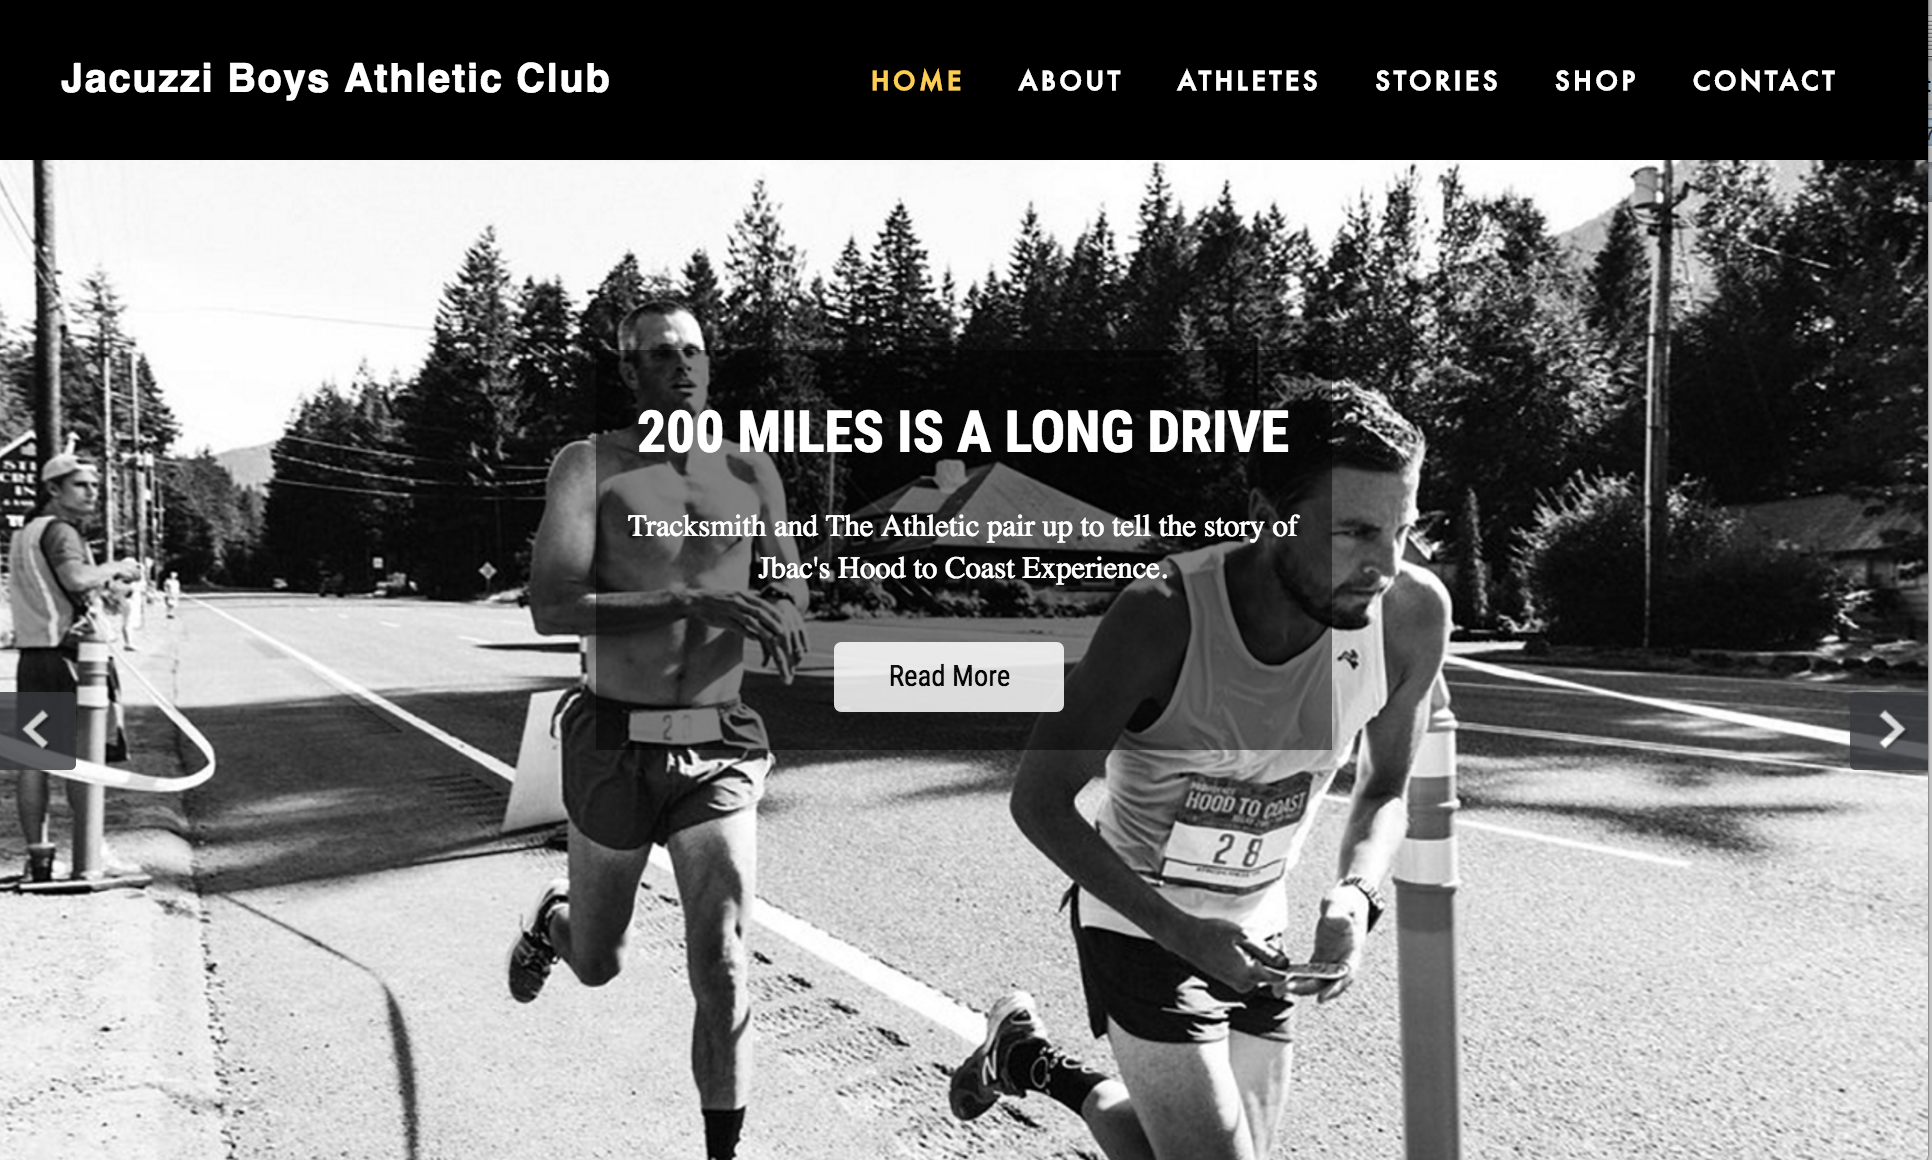 Jacuzzi Boys Athletic Club
HOME ABOUT ATHLETES STORIES SHOP CONTACT
200 MILES IS A LONG DRIVE
Tracksmith and The Athletic pair up to tell the story of
Jbac's Hood to Coast Experience.
Read More
HOOD TO COAST
28